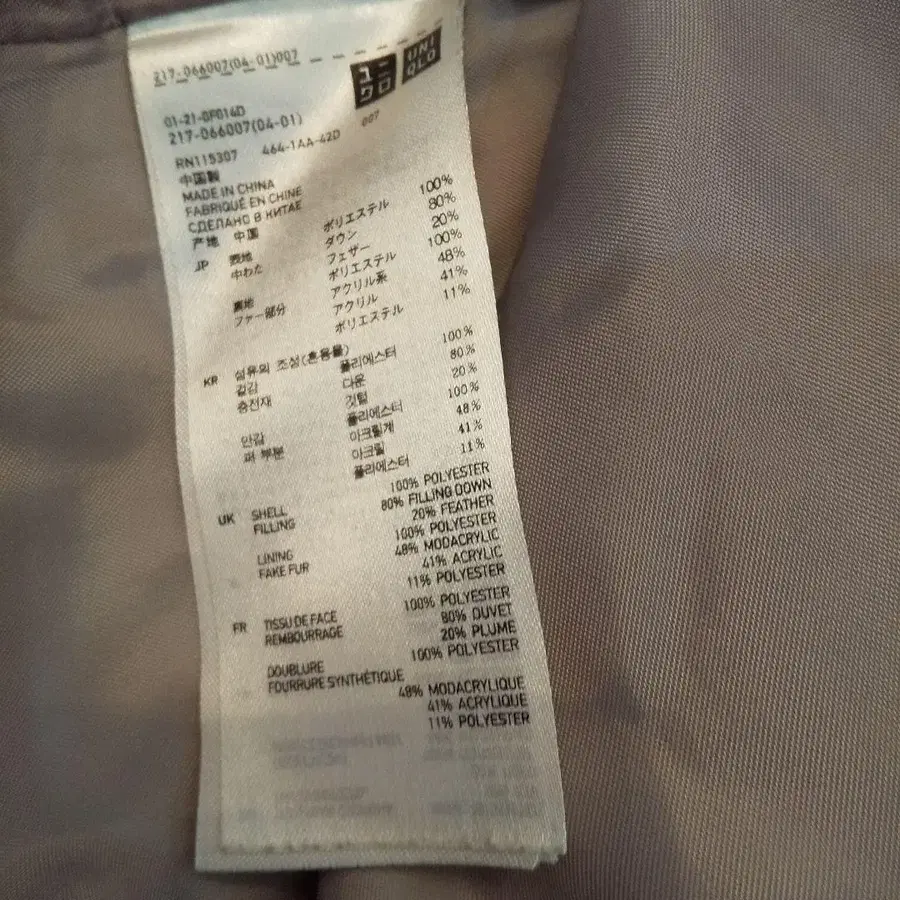 217-066007(04-01)007
ユニクロ UNIQLO
01-21-0F014D
217-066007(04-01)
007
RN115307 464-1AA-42D
中国製
MADE IN CHINA
FABRIQUÉ EN CHINE
СДЕЛАНО В КИТАЕ
产地 中国
JP 表地 ポリエステル 100%
中わた ダウン 80%
フェザー 20%
裏地 ポリエステル 100%
ファー部分 アクリル系 48%
アクリル 41%
ポリエステル 11%
KR 섬유의 조성(혼용률)
겉감 폴리에스터 100%
충전재 다운 80%
깃털 20%
안감 폴리에스터 100%
퍼 부분 아크릴계 48%
아크릴 41%
폴리에스터 11%
UK SHELL 100% POLYESTER
FILLING 80% FILLING DOWN
20% FEATHER
LINING 100% POLYESTER
FAKE FUR 48% MODACRYLIC
41% ACRYLIC
11% POLYESTER
FR TISSU DE FACE 100% POLYESTER
REMBOURRAGE 80% DUVET
20% PLUME
DOUBLURE 100% POLYESTER
FOURRURE SYNTHÉTIQUE
48% MODACRYLIQUE
41% ACRYLIQUE
11% POLYESTER